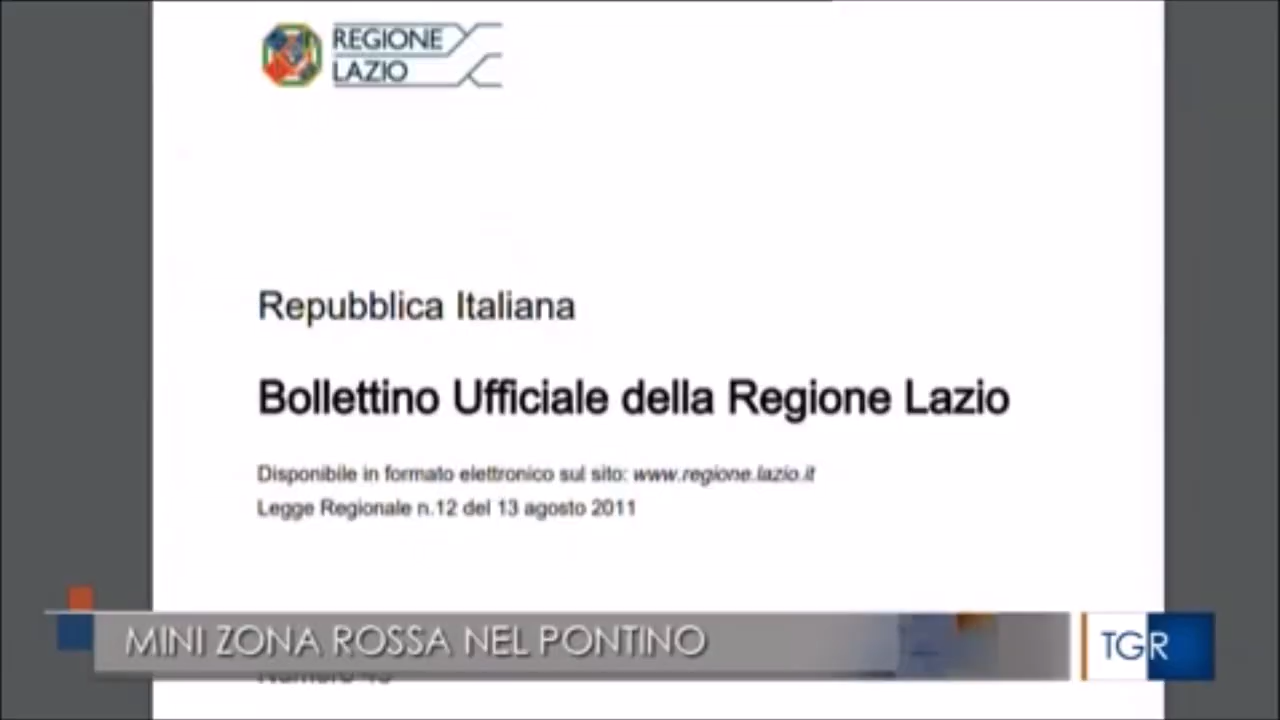 REGIONE
LAZIO
Repubblica Italiana
Bollettino Ufficiale della Regione Lazio
Disponibile in formato elettronico sul sito: www.regione.lazio.it
Legge Regionale n.12 del 13 agosto 2011
MINI ZONA ROSSA NEL PONTINO
TGR